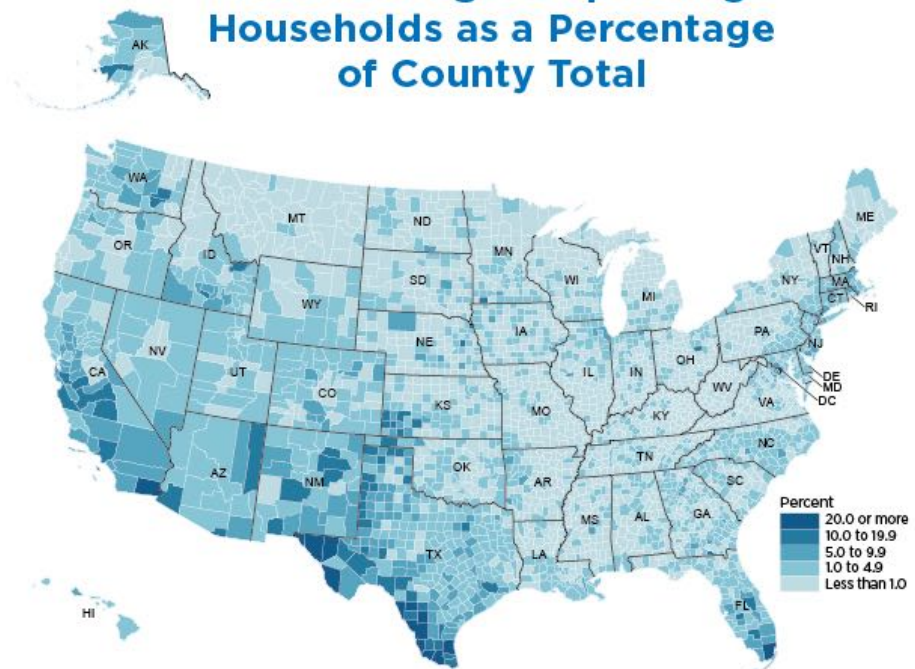 Households as a Percentage
of County Total
AK
WA
MT
ND
MN
ME
OR
ID
SD
WI
VT
NH
WY
MI
NY
MA
CT
RI
NE
IA
PA
NJ
NV
UT
CA
CO
IL
IN
OH
DE
MD
DC
WV
VA
KS
MO
KY
NC
TN
AZ
NM
OK
AR
SC
MS
AL
GA
TX
LA
FL
HI
Percent
20.0 or more
10.0 to 19.9
5.0 to 9.9
1.0 to 4.9
Less than 1.0